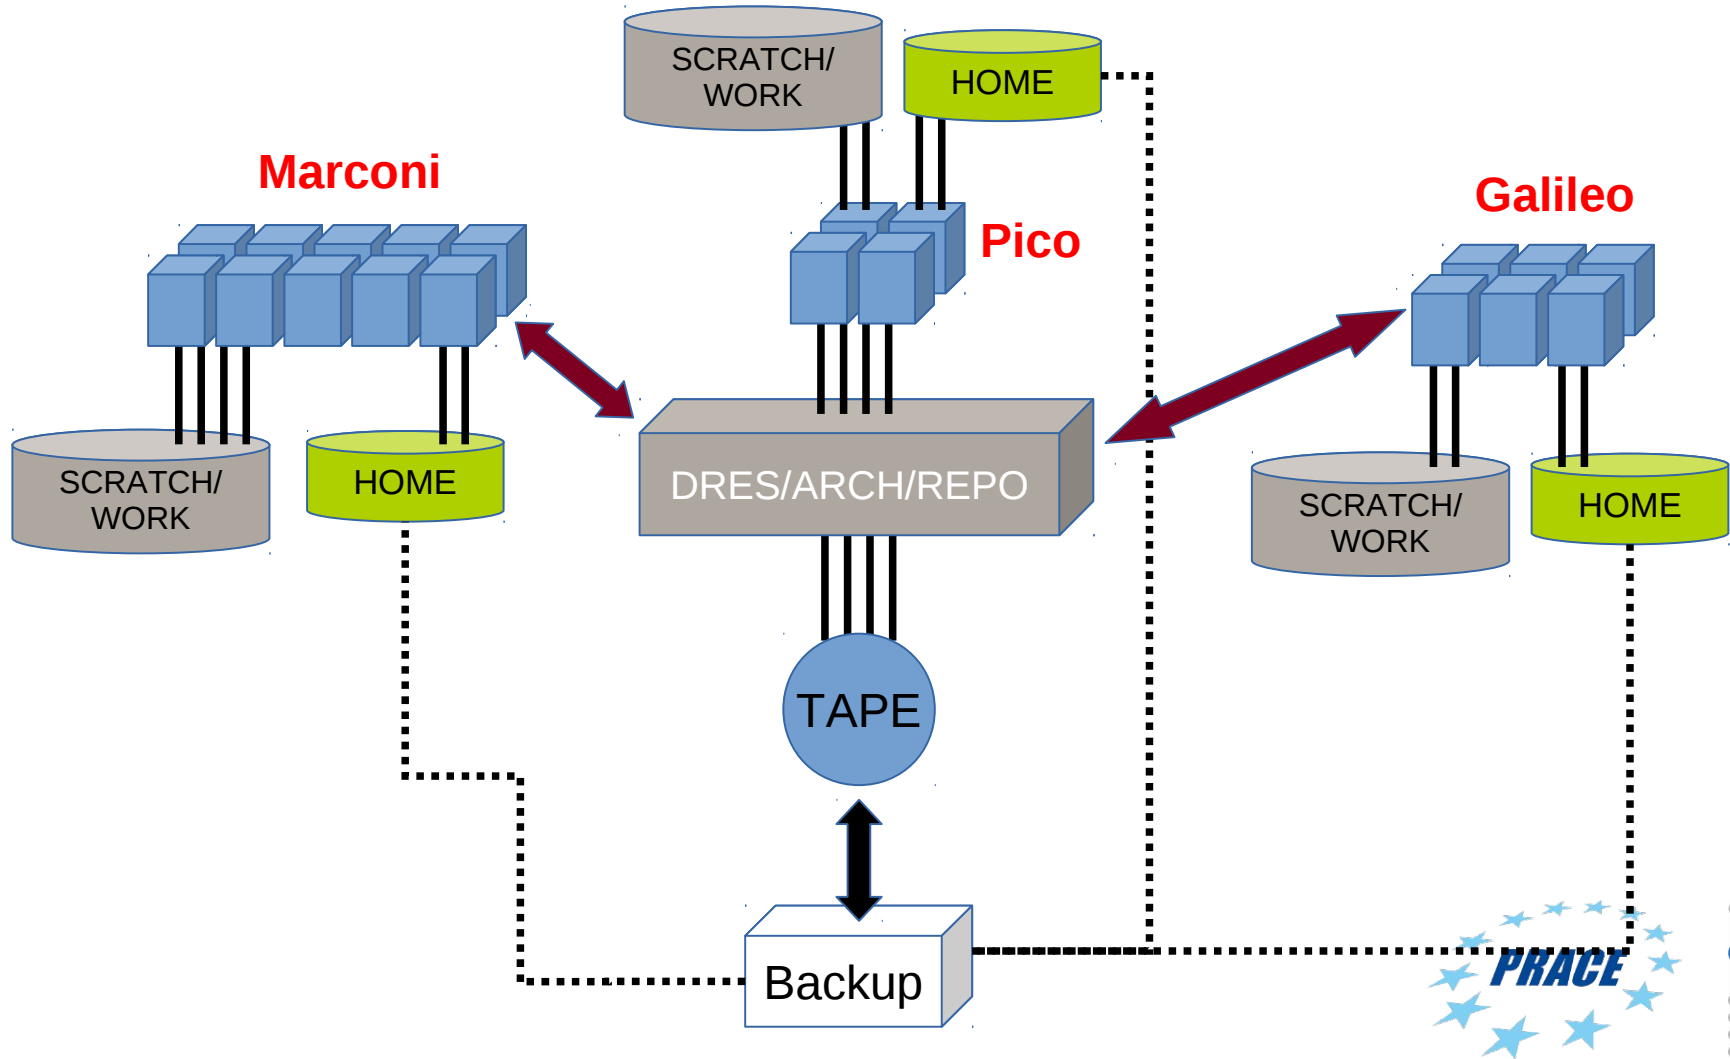 SCRATCH/
WORK
HOME
Marconi
Pico
Galileo
SCRATCH/
WORK
HOME
DRES/ARCH/REPO
SCRATCH/
WORK
HOME
TAPE
Backup
PRACE